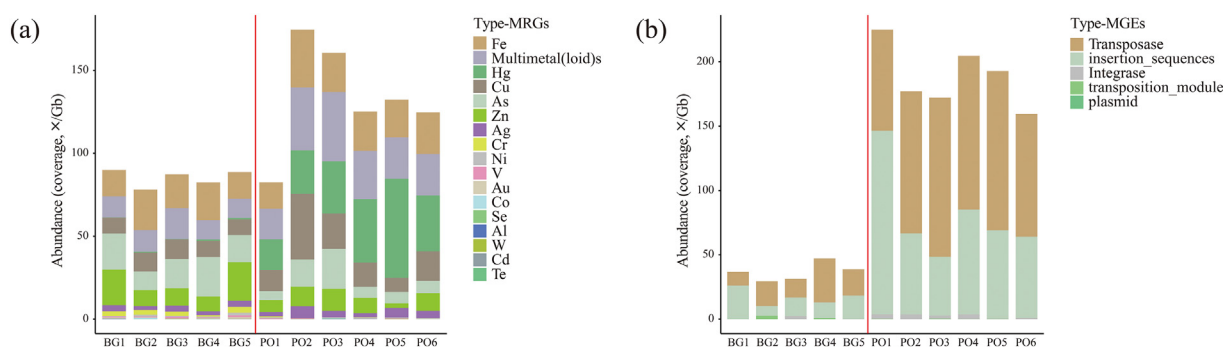 (a)
Type-MRGs
Fe
Multimetal(loid)s
Hg
Cu
As
Zn
Ag
Cr
Ni
V
Au
Co
Se
Al
W
Cd
Te
Abundance (coverage, ×/Gb)
150
100
50
0
BG1 BG2 BG3 BG4 BG5 PO1 PO2 PO3 PO4 PO5 PO6
(b)
Type-MGEs
Transposase
insertion_sequences
Integrase
transposition_module
plasmid
Abundance (coverage, ×/Gb)
200
150
100
50
0
BG1 BG2 BG3 BG4 BG5 PO1 PO2 PO3 PO4 PO5 PO6